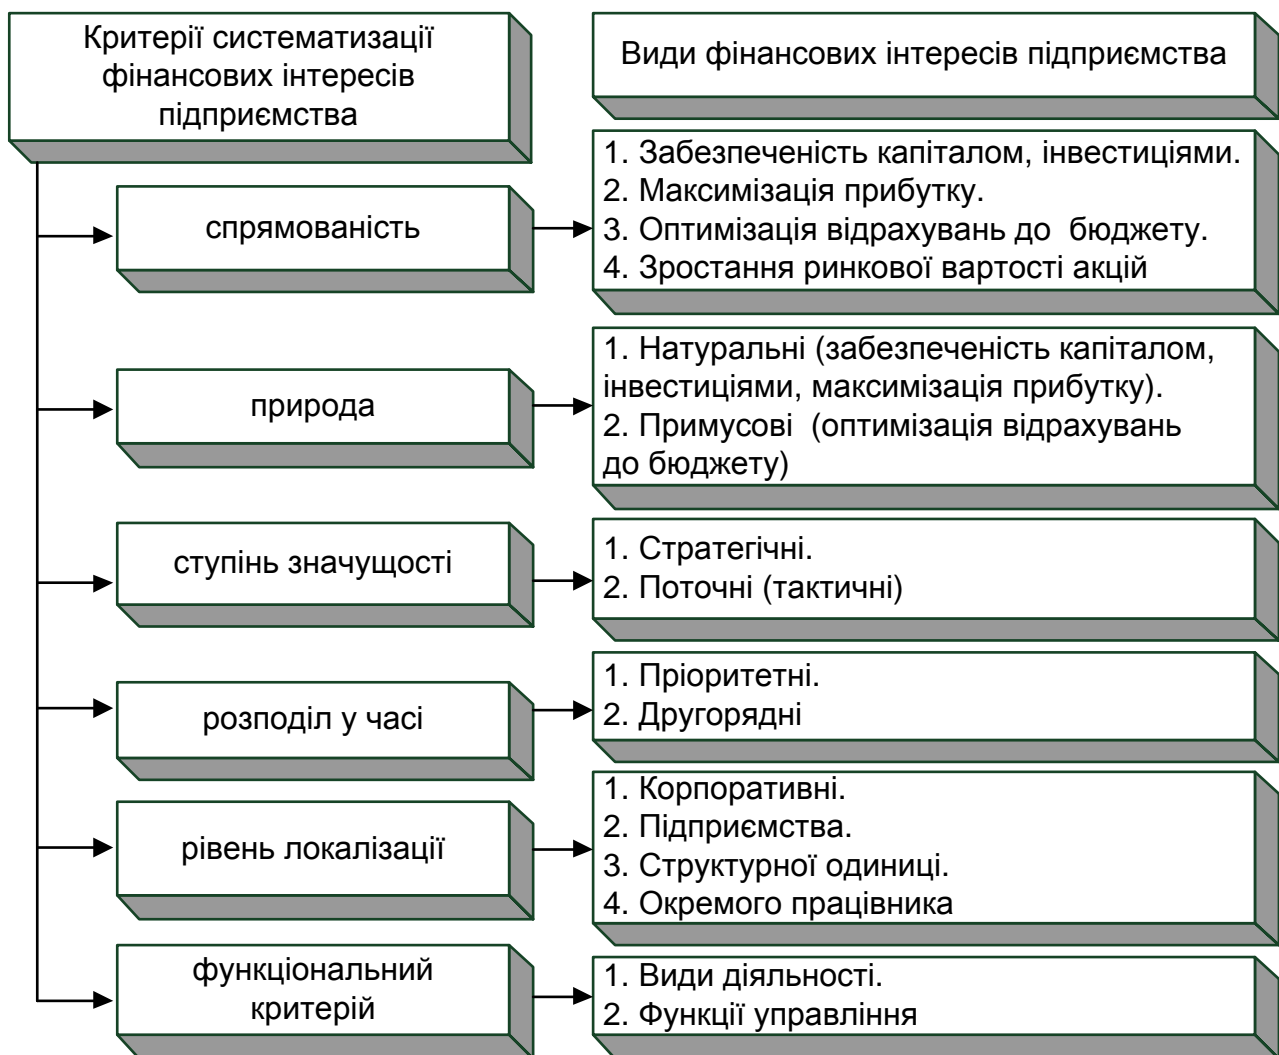 Критерії систематизації
фінансових інтересів
підприємства
Види фінансових інтересів підприємства
спрямованість
1. Забезпеченість капіталом, інвестиціями.
2. Максимізація прибутку.
3. Оптимізація відрахувань до бюджету.
4. Зростання ринкової вартості акцій
природа
1. Натуральні (забезпеченість капіталом,
інвестиціями, максимізація прибутку).
2. Примусові (оптимізація відрахувань
до бюджету)
ступінь значущості
1. Стратегічні.
2. Поточні (тактичні)
розподіл у часі
1. Пріоритетні.
2. Другорядні
рівень локалізації
1. Корпоративні.
2. Підприємства.
3. Структурної одиниці.
4. Окремого працівника
функціональний
критерій
1. Види діяльності.
2. Функції управління